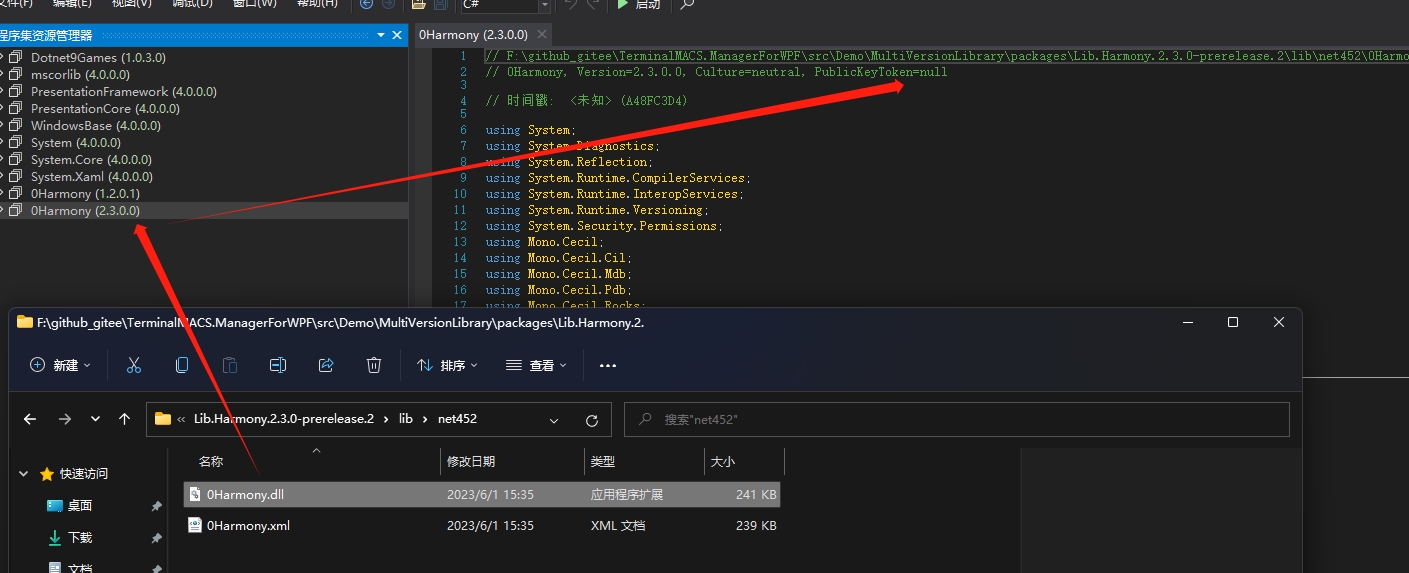 文件(F) 编辑(E) 视图(V) 调试(D) 窗口(W) 帮助(H) C# 启动
程序集资源管理器
Dotnet9Games (1.0.3.0)
mscorlib (4.0.0.0)
PresentationFramework (4.0.0.0)
PresentationCore (4.0.0.0)
WindowsBase (4.0.0.0)
System (4.0.0.0)
System.Core (4.0.0.0)
System.Xaml (4.0.0.0)
0Harmony (1.2.0.1)
0Harmony (2.3.0.0)
0Harmony (2.3.0.0)
1 // F:\github_gitee\TerminalMACS.ManagerForWPF\src\Demo\MultiVersionLibrary\packages\Lib.Harmony.2.3.0-prerelease.2\lib\net452\0Harmo
2 // 0Harmony, Version=2.3.0.0, Culture=neutral, PublicKeyToken=null
3
4 // 时间戳: <未知> (A48FC3D4)
5
6 using System;
7 using System.Diagnostics;
8 using System.Reflection;
9 using System.Runtime.CompilerServices;
10 using System.Runtime.InteropServices;
11 using System.Runtime.Versioning;
12 using System.Security.Permissions;
13 using Mono.Cecil;
14 using Mono.Cecil.Cil;
15 using Mono.Cecil.Mdb;
16 using Mono.Cecil.Pdb;
17 using Mono.Cecil.Rocks;
F:\github_gitee\TerminalMACS.ManagerForWPF\src\Demo\MultiVersionLibrary\packages\Lib.Harmony.2.
新建 排序 查看
« Lib.Harmony.2.3.0-prerelease.2 › lib › net452 搜索"net452"
名称 修改日期 类型 大小
快速访问
桌面
下载
文档
0Harmony.dll 2023/6/1 15:35 应用程序扩展 241 KB
0Harmony.xml 2023/6/1 15:35 XML 文档 239 KB